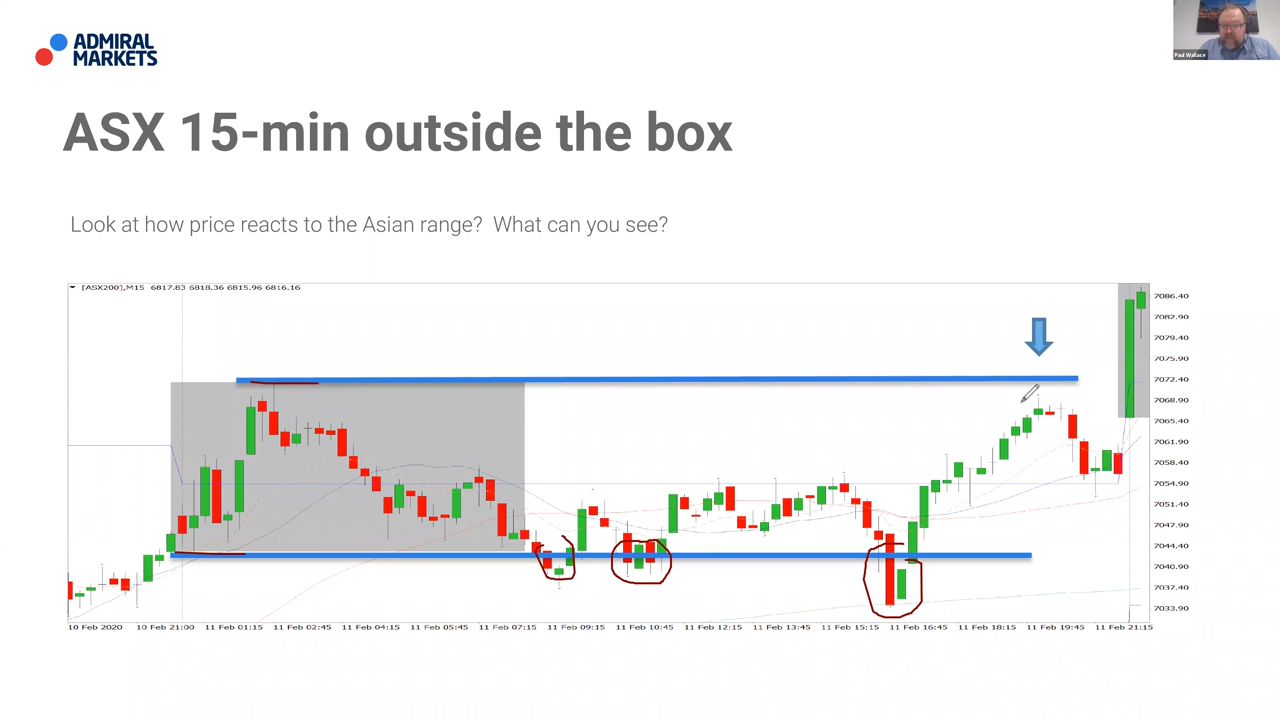 ADMIRAL
MARKETS
Paul Wallace
ASX 15-min outside the box
Look at how price reacts to the Asian range? What can you see?
[ASX200],M15 6817.83 6818.36 6815.96 6816.16
7086.40
7082.90
7079.40
7075.90
7072.40
7068.90
7065.40
7061.90
7058.40
7054.90
7051.40
7047.90
7044.40
7040.90
7037.40
7033.90
10 Feb 2020 10 Feb 21:00 11 Feb 01:15 11 Feb 02:45 11 Feb 04:15 11 Feb 05:45 11 Feb 07:15 11 Feb 09:15 11 Feb 10:45 11 Feb 12:15 11 Feb 13:45 11 Feb 15:15 11 Feb 16:45 11 Feb 18:15 11 Feb 19:45 11 Feb 21:15